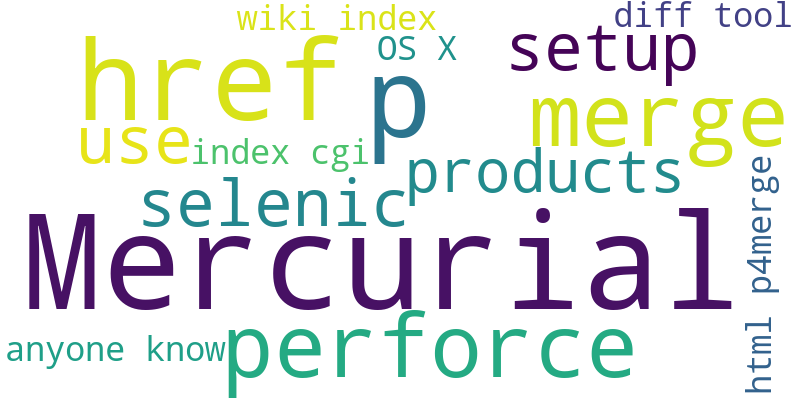 wiki index
diff tool
OS X
setup
href
p
merge
use
index cgi
products
selenic
Mercurial
html p4merge
perforce
anyone know